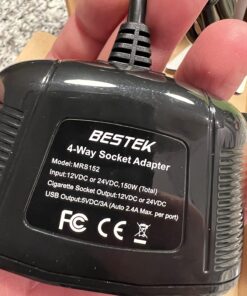 BESTEK
4-Way Socket Adapter
Model:MRS152
Input:12VDC or 24VDC,150W (Total)
Cigarette Socket Output:12VDC or 24VDC
USB Output:5VDC/3A (Auto 2.4A Max. per port)
FC CE